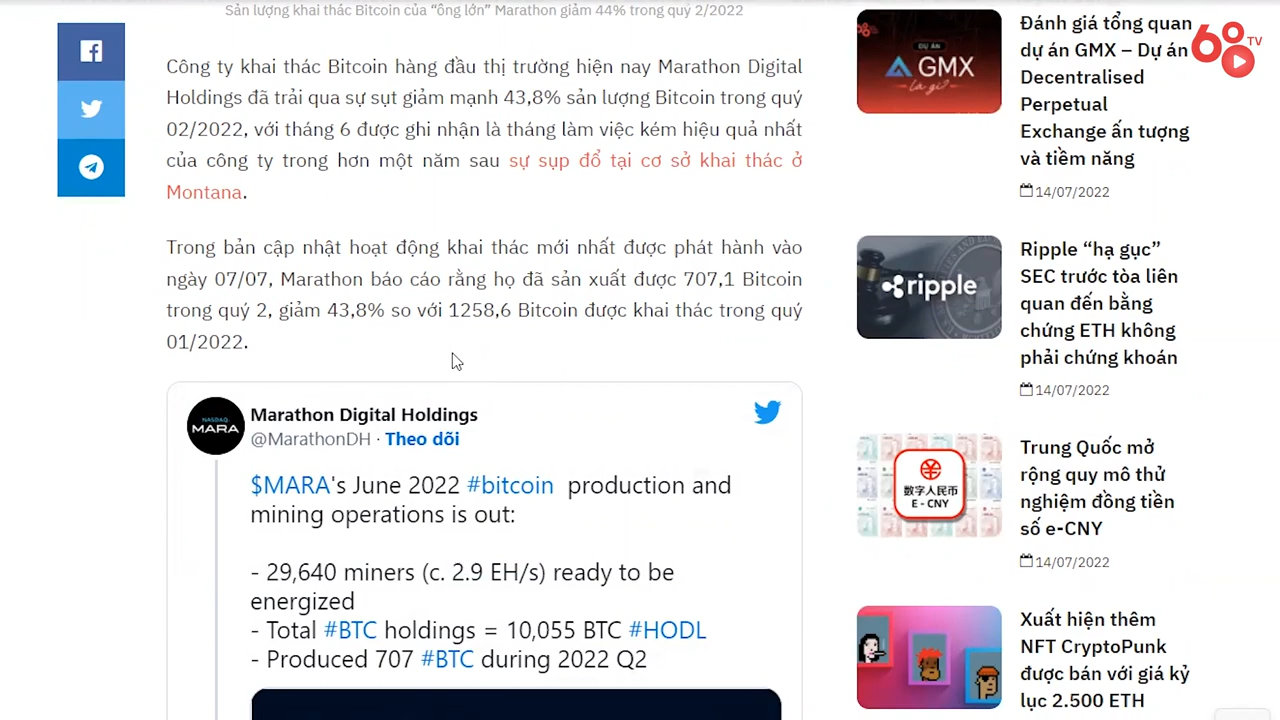 Sản lượng khai thác Bitcoin của “ông lớn” Marathon giảm 44% trong quý 2/2022
Công ty khai thác Bitcoin hàng đầu thị trường hiện nay Marathon Digital
Holdings đã trải qua sự sụt giảm mạnh 43,8% sản lượng Bitcoin trong quý
02/2022, với tháng 6 được ghi nhận là tháng làm việc kém hiệu quả nhất
của công ty trong hơn một năm sau sự sụp đổ tại cơ sở khai thác ở
Montana.
Trong bản cập nhật hoạt động khai thác mới nhất được phát hành vào
ngày 07/07, Marathon báo cáo rằng họ đã sản xuất được 707,1 Bitcoin
trong quý 2, giảm 43,8% so với 1258,6 Bitcoin được khai thác trong quý
01/2022.
NASDAQ
MARA
Marathon Digital Holdings
@MarathonDH · Theo dõi
$MARA's June 2022 #bitcoin production and
mining operations is out:
- 29,640 miners (c. 2.9 EH/s) ready to be
energized
- Total #BTC holdings = 10,055 BTC #HODL
- Produced 707 #BTC during 2022 Q2
DỰ ÁN
GMX
là gì?
Đánh giá tổng quan
dự án GMX – Dự án
Decentralised
Perpetual
Exchange ấn tượng
và tiềm năng
14/07/2022
68
TV
ripple
Ripple “hạ gục”
SEC trước tòa liên
quan đến bằng
chứng ETH không
phải chứng khoán
14/07/2022
数字人民币
E - CNY
Trung Quốc mở
rộng quy mô thử
nghiệm đồng tiền
số e-CNY
14/07/2022
Xuất hiện thêm
NFT CryptoPunk
được bán với giá kỷ
lục 2.500 ETH